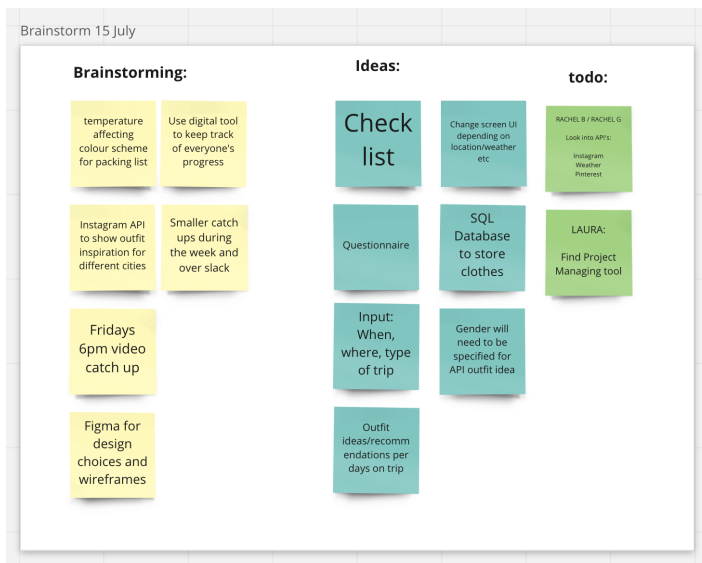 Brainstorm 15 July
Brainstorming:
temperature
affecting
colour scheme
for packing list
Use digital tool
to keep track
of everyone's
progress
Instagram API
to show outfit
inspiration for
different cities
Smaller catch
ups during
the week and
over slack
Fridays
6pm video
catch up
Figma for
design
choices and
wireframes
Ideas:
Check
list
Change screen UI
depending on
location/weather
etc
Questionnaire
SQL
Database
to store
clothes
Input:
When,
where, type
of trip
Gender will
need to be
specified for
API outfit idea
Outfit
ideas/recomm
endations per
days on trip
todo:
RACHEL B / RACHEL G
Look into API's:
Instagram
Weather
Pinterest
LAURA:
Find Project
Managing tool